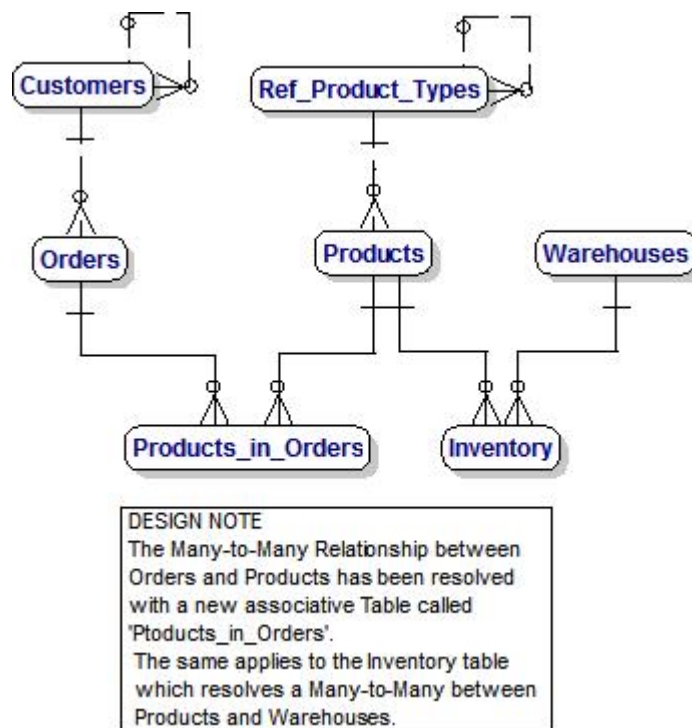 Customers
Ref_Product_Types
Orders
Products
Warehouses
Products_in_Orders
Inventory
DESIGN NOTE
The Many-to-Many Relationship between
Orders and Products has been resolved
with a new associative Table called
'Ptoducts_in_Orders'.
The same applies to the Inventory table
which resolves a Many-to-Many between
Products and Warehouses.